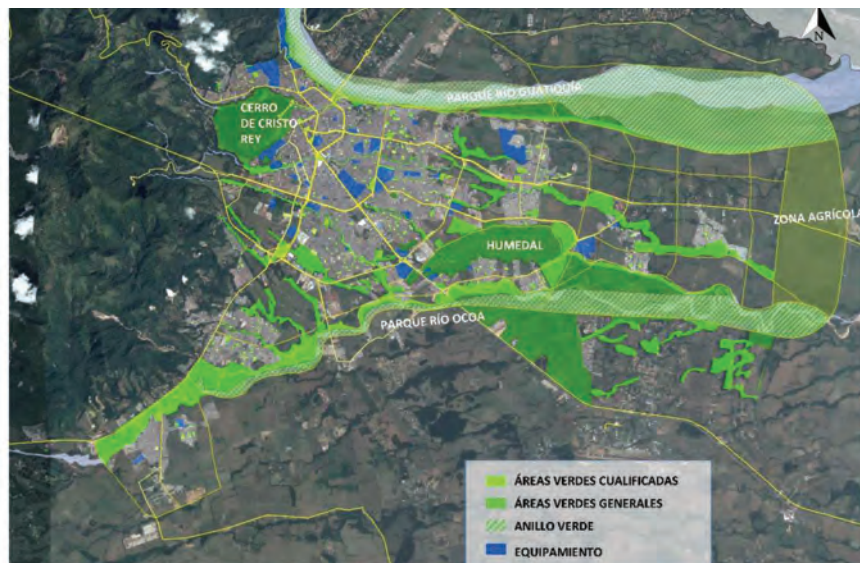 N
PARQUE RÍO GUATIQUÍA
CERRO
DE CRISTO
REY
ZONA AGRÍCOLA
HUMEDAL
PARQUE RÍO OCOA
ÁREAS VERDES CUALIFICADAS
ÁREAS VERDES GENERALES
ANILLO VERDE
EQUIPAMIENTO